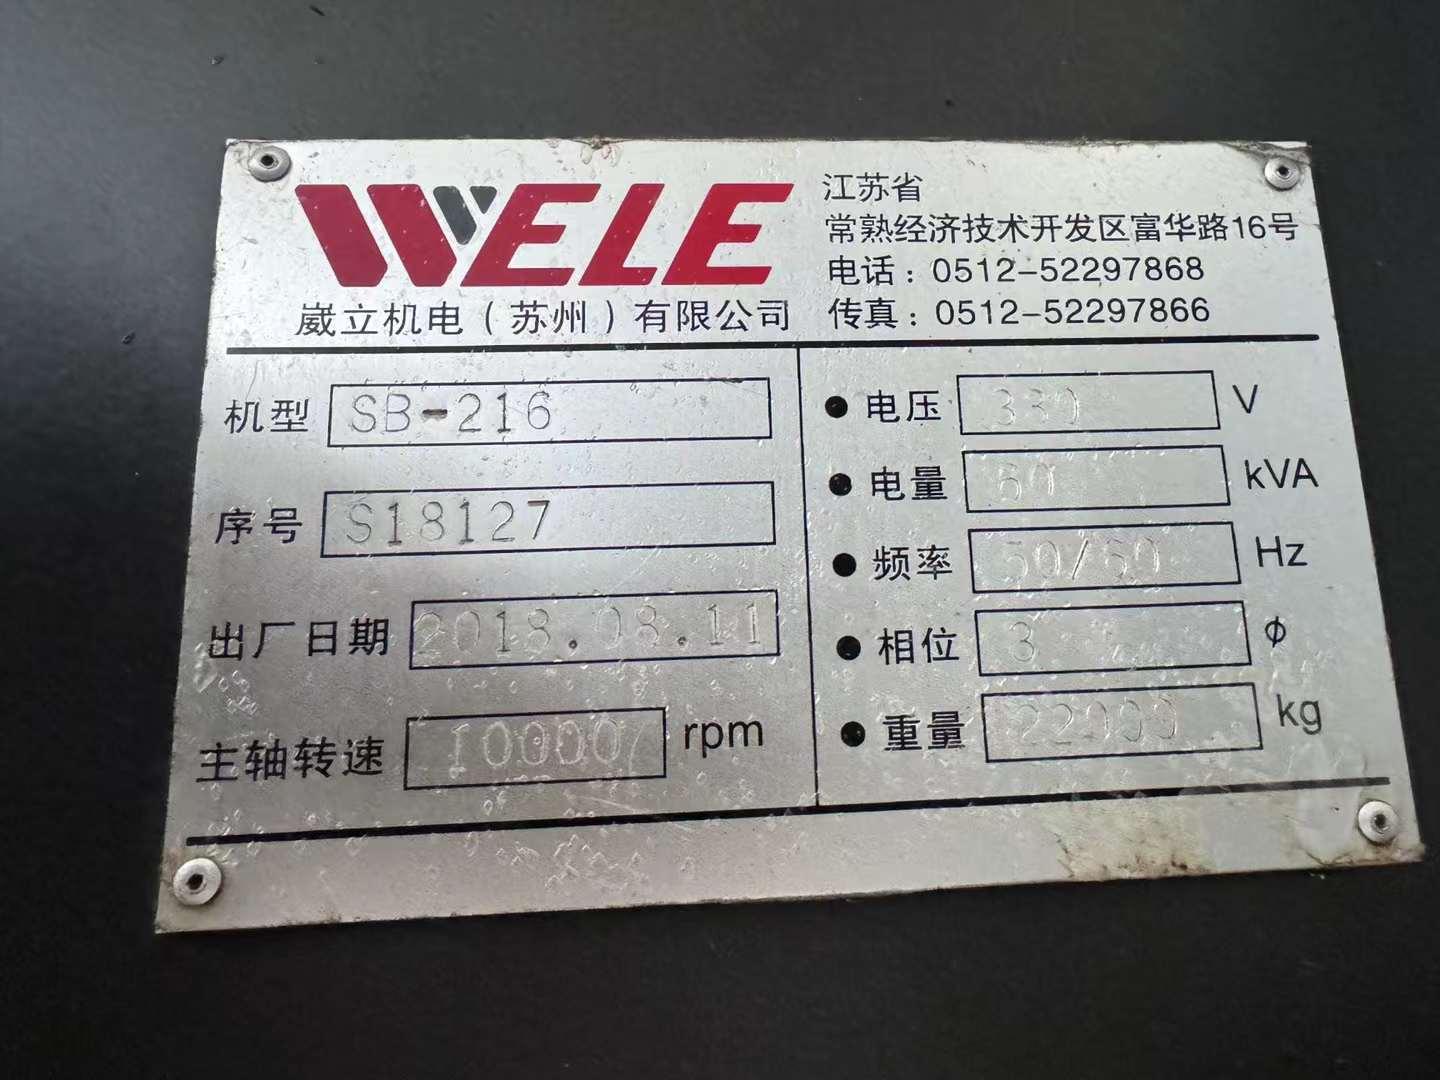 WELE
崴立机电（苏州）有限公司
江苏省
常熟经济技术开发区富华路16号
电话：0512-52297868
传真：0512-52297866
机型 SB-216
序号 S18127
出厂日期 2018.08.11
主轴转速 10000 rpm
电压 380 V
电量 60 kVA
频率 50/60 Hz
相位 3 φ
重量 22000 kg